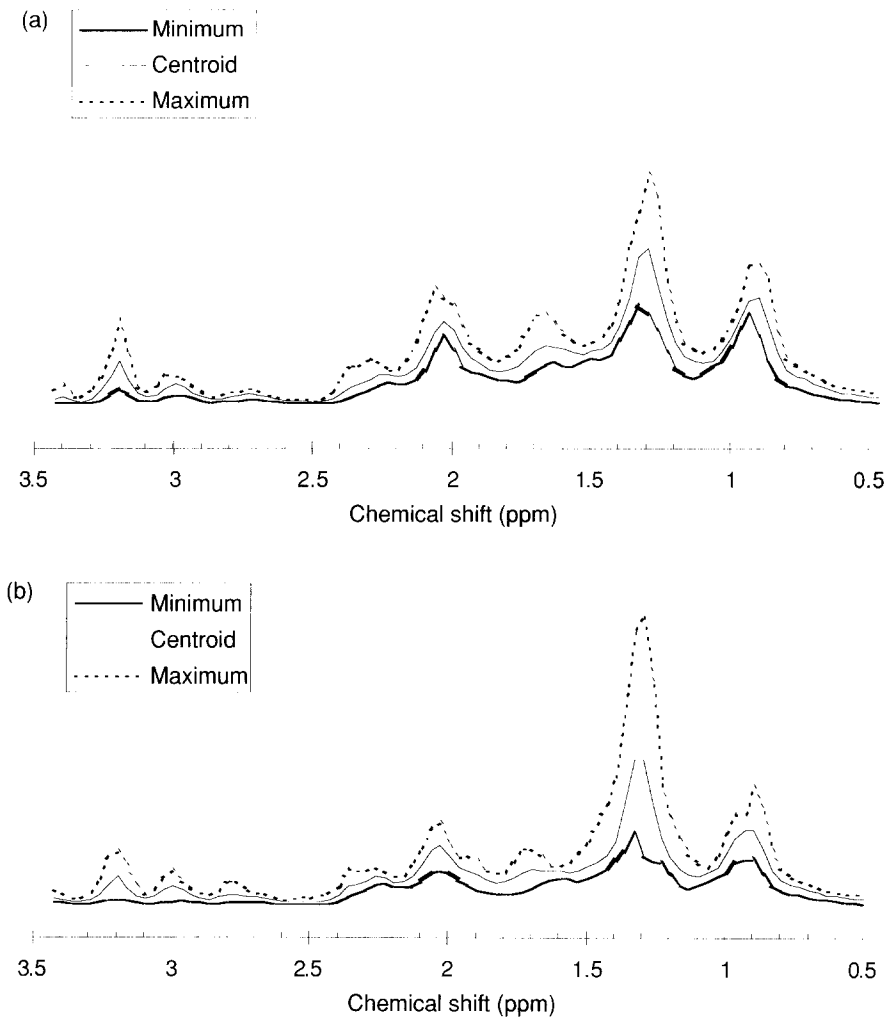 (a)
Minimum
Centroid
Maximum
3.5 3 2.5 2 1.5 1 0.5
Chemical shift (ppm)
(b)
Minimum
Centroid
Maximum
3.5 3 2.5 2 1.5 1 0.5
Chemical shift (ppm)